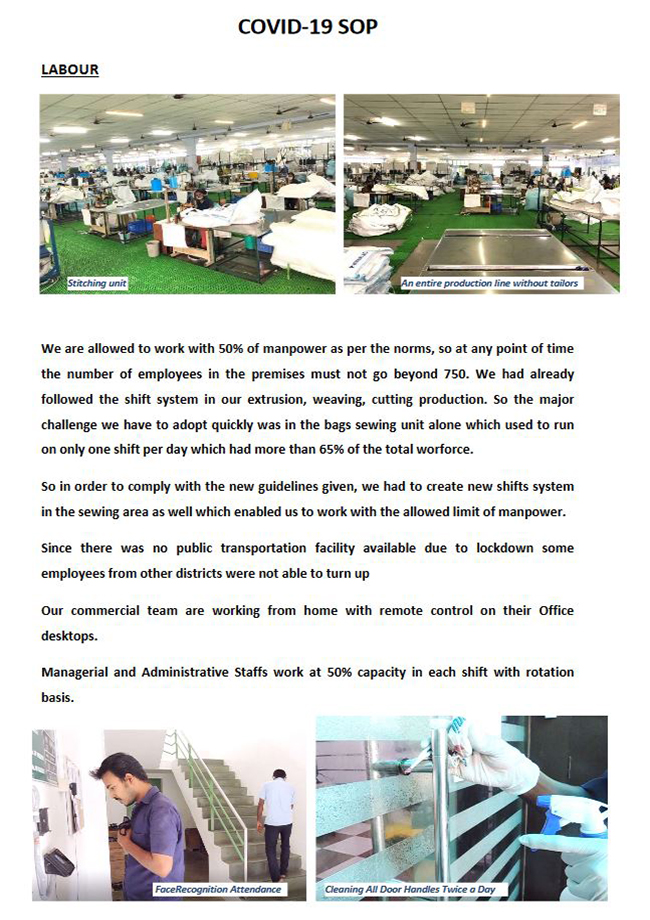 COVID-19 SOP
LABOUR
Stitching unit
An entire production line without tailors
We are allowed to work with 50% of manpower as per the norms, so at any point of time
the number of employees in the premises must not go beyond 750. We had already
followed the shift system in our extrusion, weaving, cutting production. So the major
challenge we have to adopt quickly was in the bags sewing unit alone which used to run
on only one shift per day which had more than 65% of the total worforce.
So in order to comply with the new guidelines given, we had to create new shifts system
in the sewing area as well which enabled us to work with the allowed limit of manpower.
Since there was no public transportation facility available due to lockdown some
employees from other districts were not able to turn up
Our commercial team are working from home with remote control on their Office
desktops.
Managerial and Administrative Staffs work at 50% capacity in each shift with rotation
basis.
FaceRecognition Attendance
Cleaning All Door Handles Twice a Day